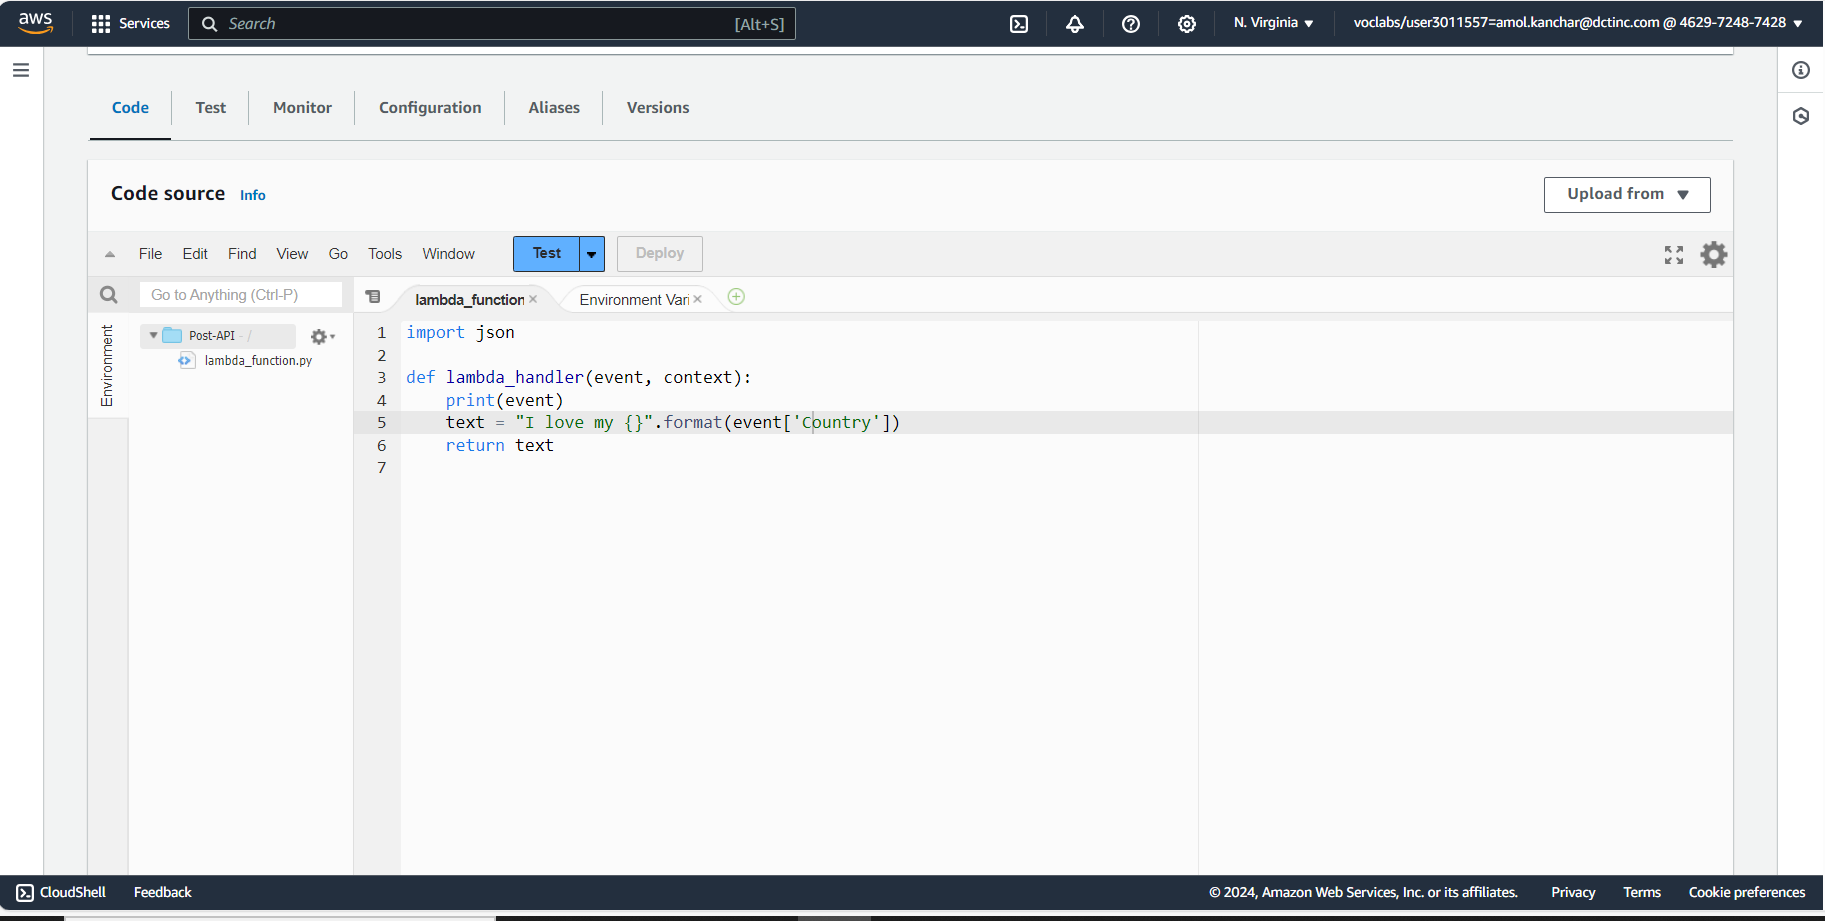 aws Services Search [Alt+S] N. Virginia voclabs/user3011557=amol.kanchar@dctinc.com @ 4629-7248-7428
Code Test Monitor Configuration Aliases Versions
Code source Info Upload from
File Edit Find View Go Tools Window Test Deploy
Go to Anything (Ctrl-P) lambda_function Environment Vari
Environment
Post-API - /
lambda_function.py
1 import json
2
3 def lambda_handler(event, context):
4 print(event)
5 text = "I love my {}".format(event['Country'])
6 return text
7
CloudShell Feedback © 2024, Amazon Web Services, Inc. or its affiliates. Privacy Terms Cookie preferences